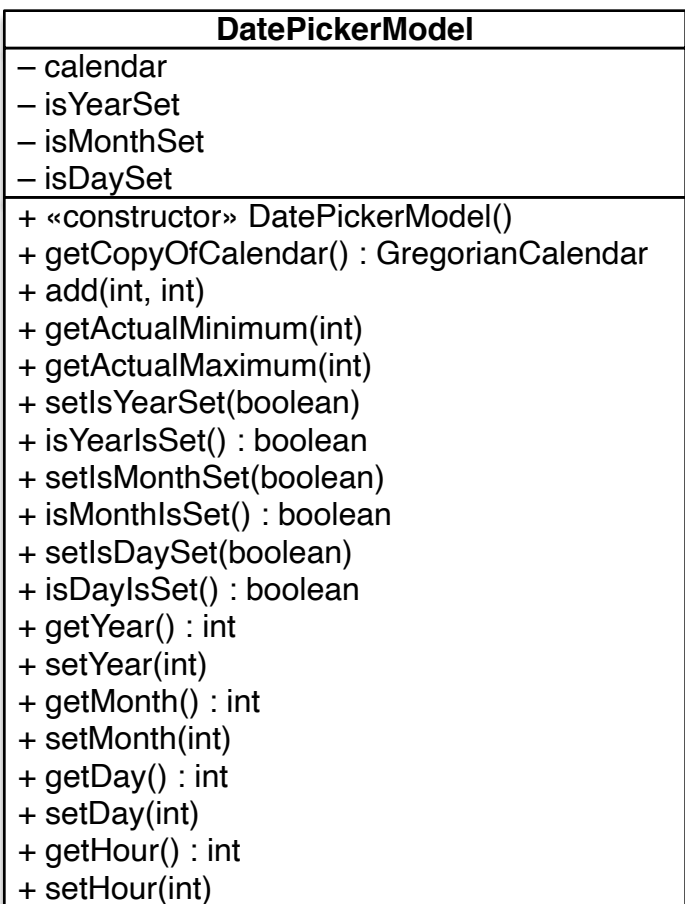 DatePickerModel
– calendar
– isYearSet
– isMonthSet
– isDaySet
+ «constructor» DatePickerModel()
+ getCopyOfCalendar() : GregorianCalendar
+ add(int, int)
+ getActualMinimum(int)
+ getActualMaximum(int)
+ setIsYearSet(boolean)
+ isYearIsSet() : boolean
+ setIsMonthSet(boolean)
+ isMonthIsSet() : boolean
+ setIsDaySet(boolean)
+ isDayIsSet() : boolean
+ getYear() : int
+ setYear(int)
+ getMonth() : int
+ setMonth(int)
+ getDay() : int
+ setDay(int)
+ getHour() : int
+ setHour(int)